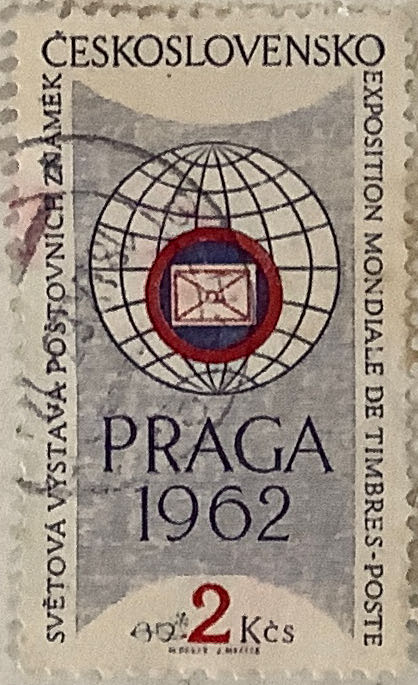 ČESKOSLOVENSKO
SVĚTOVÁ VÝSTAVA POŠTOVNÍCH ZNÁMEK
EXPOSITION MONDIALE DE TIMBRES-POSTE
PRAGA
1962
2 Kčs